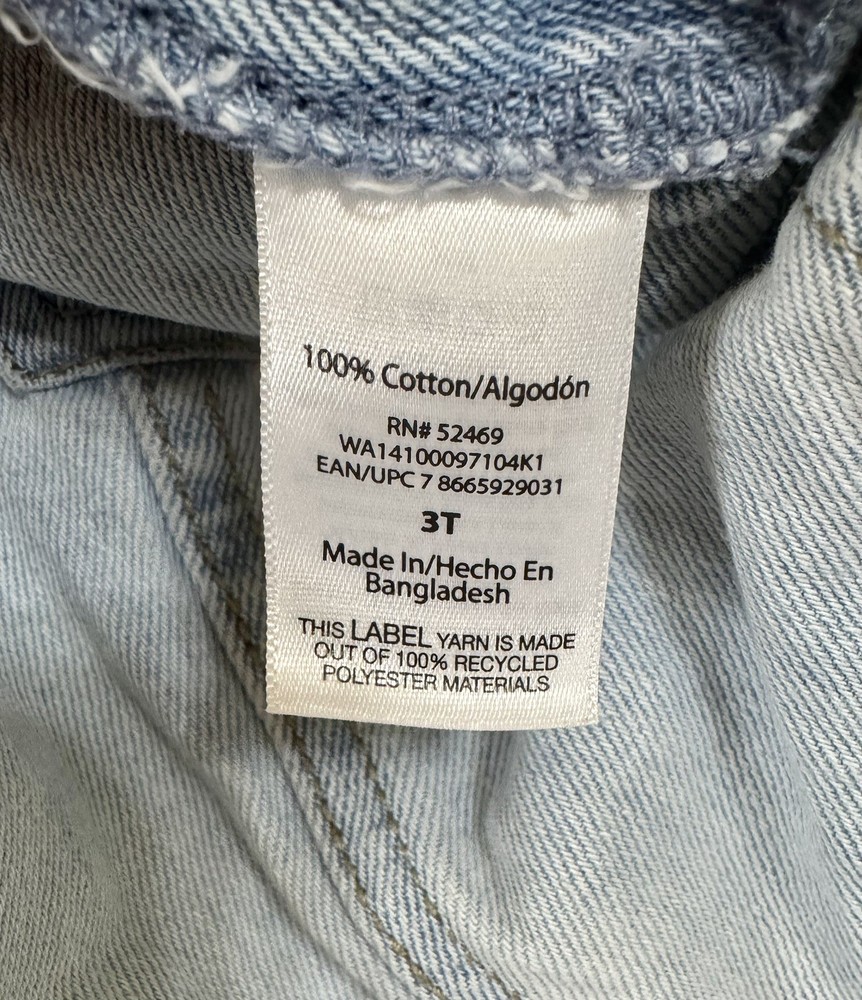 100% Cotton/Algodón
RN# 52469
WA14100097104K1
EAN/UPC 7 8665929031
3T
Made In/Hecho En
Bangladesh
THIS LABEL YARN IS MADE
OUT OF 100% RECYCLED
POLYESTER MATERIALS